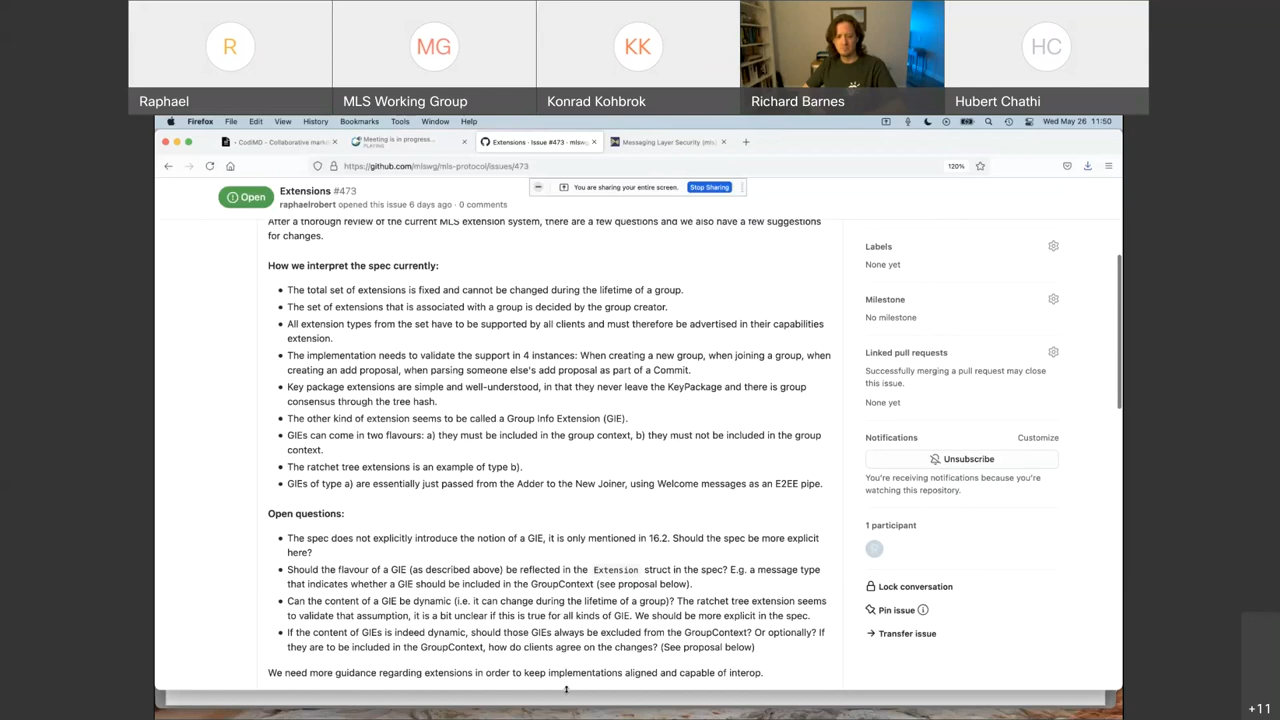 R
MG
KK
HC
Raphael
MLS Working Group
Konrad Kohbrok
Richard Barnes
Hubert Chathi
Firefox File Edit View History Bookmarks Tools Window Help
Wed May 26 11:50
- CodiMD - Collaborative mark
Meeting is in progress...
PLAYING
Extensions · Issue #473 · mlsw
Messaging Layer Security (mls
https://github.com/mlswg/mls-protocol/issues/473
120%
You are sharing your entire screen.
Stop Sharing
Open
Extensions #473
raphaelrobert opened this issue 6 days ago · 0 comments
After a thorough review of the current MLS extension system, there are a few questions and we also have a few suggestions
for changes.
How we interpret the spec currently:
• The total set of extensions is fixed and cannot be changed during the lifetime of a group.
• The set of extensions that is associated with a group is decided by the group creator.
• All extension types from the set have to be supported by all clients and must therefore be advertised in their capabilities
extension.
• The implementation needs to validate the support in 4 instances: When creating a new group, when joining a group, when
creating an add proposal, when parsing someone else's add proposal as part of a Commit.
• Key package extensions are simple and well-understood, in that they never leave the KeyPackage and there is group
consensus through the tree hash.
• The other kind of extension seems to be called a Group Info Extension (GIE).
• GIEs can come in two flavours: a) they must be included in the group context, b) they must not be included in the group
context.
• The ratchet tree extensions is an example of type b).
• GIEs of type a) are essentially just passed from the Adder to the New Joiner, using Welcome messages as an E2EE pipe.
Open questions:
• The spec does not explicitly introduce the notion of a GIE, it is only mentioned in 16.2. Should the spec be more explicit
here?
• Should the flavour of a GIE (as described above) be reflected in the Extension struct in the spec? E.g. a message type
that indicates whether a GIE should be included in the GroupContext (see proposal below).
• Can the content of a GIE be dynamic (i.e. it can change during the lifetime of a group)? The ratchet tree extension seems
to validate that assumption, it is a bit unclear if this is true for all kinds of GIE. We should be more explicit in the spec.
• If the content of GIEs is indeed dynamic, should those GIEs always be excluded from the GroupContext? Or optionally? If
they are to be included in the GroupContext, how do clients agree on the changes? (See proposal below)
We need more guidance regarding extensions in order to keep implementations aligned and capable of interop.
Labels
None yet
Milestone
No milestone
Linked pull requests
Successfully merging a pull request may close
this issue.
None yet
Notifications
Customize
Unsubscribe
You're receiving notifications because you're
watching this repository.
1 participant
Lock conversation
Pin issue
Transfer issue
+11